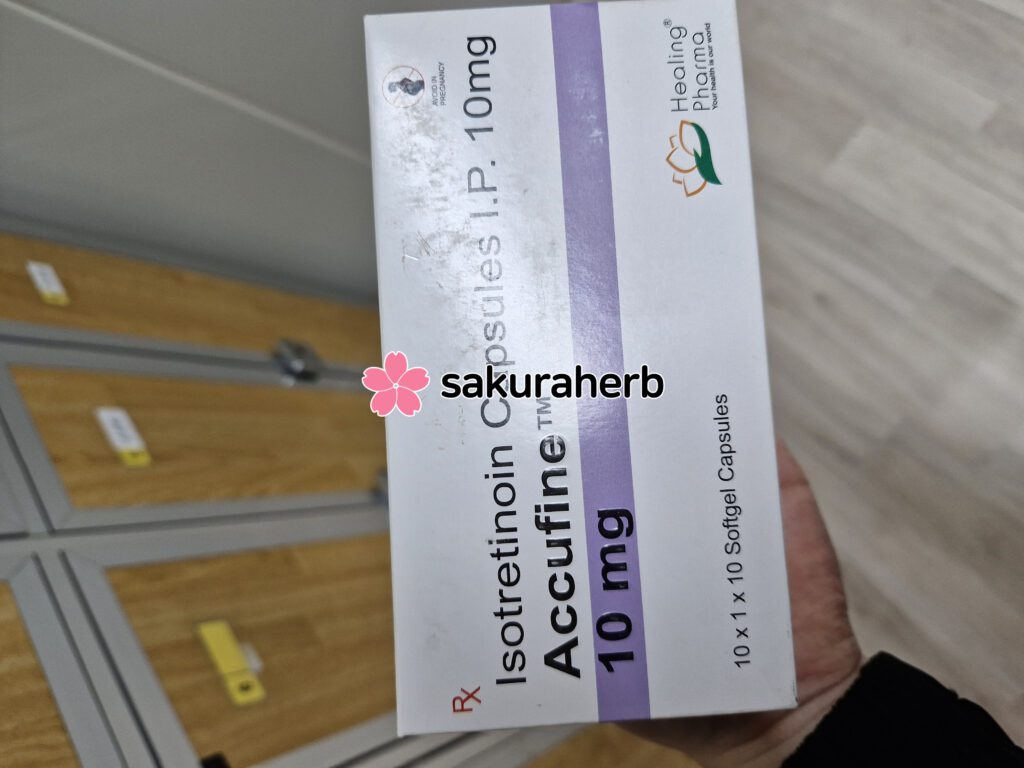 Rx
Isotretinoin Capsules I.P. 10mg
Accufine™
10 mg
10 x 1 x 10 Softgel Capsules
AVOID IN
PREGNANCY
Healing®
Pharma
Your health is our world
sakuraherb